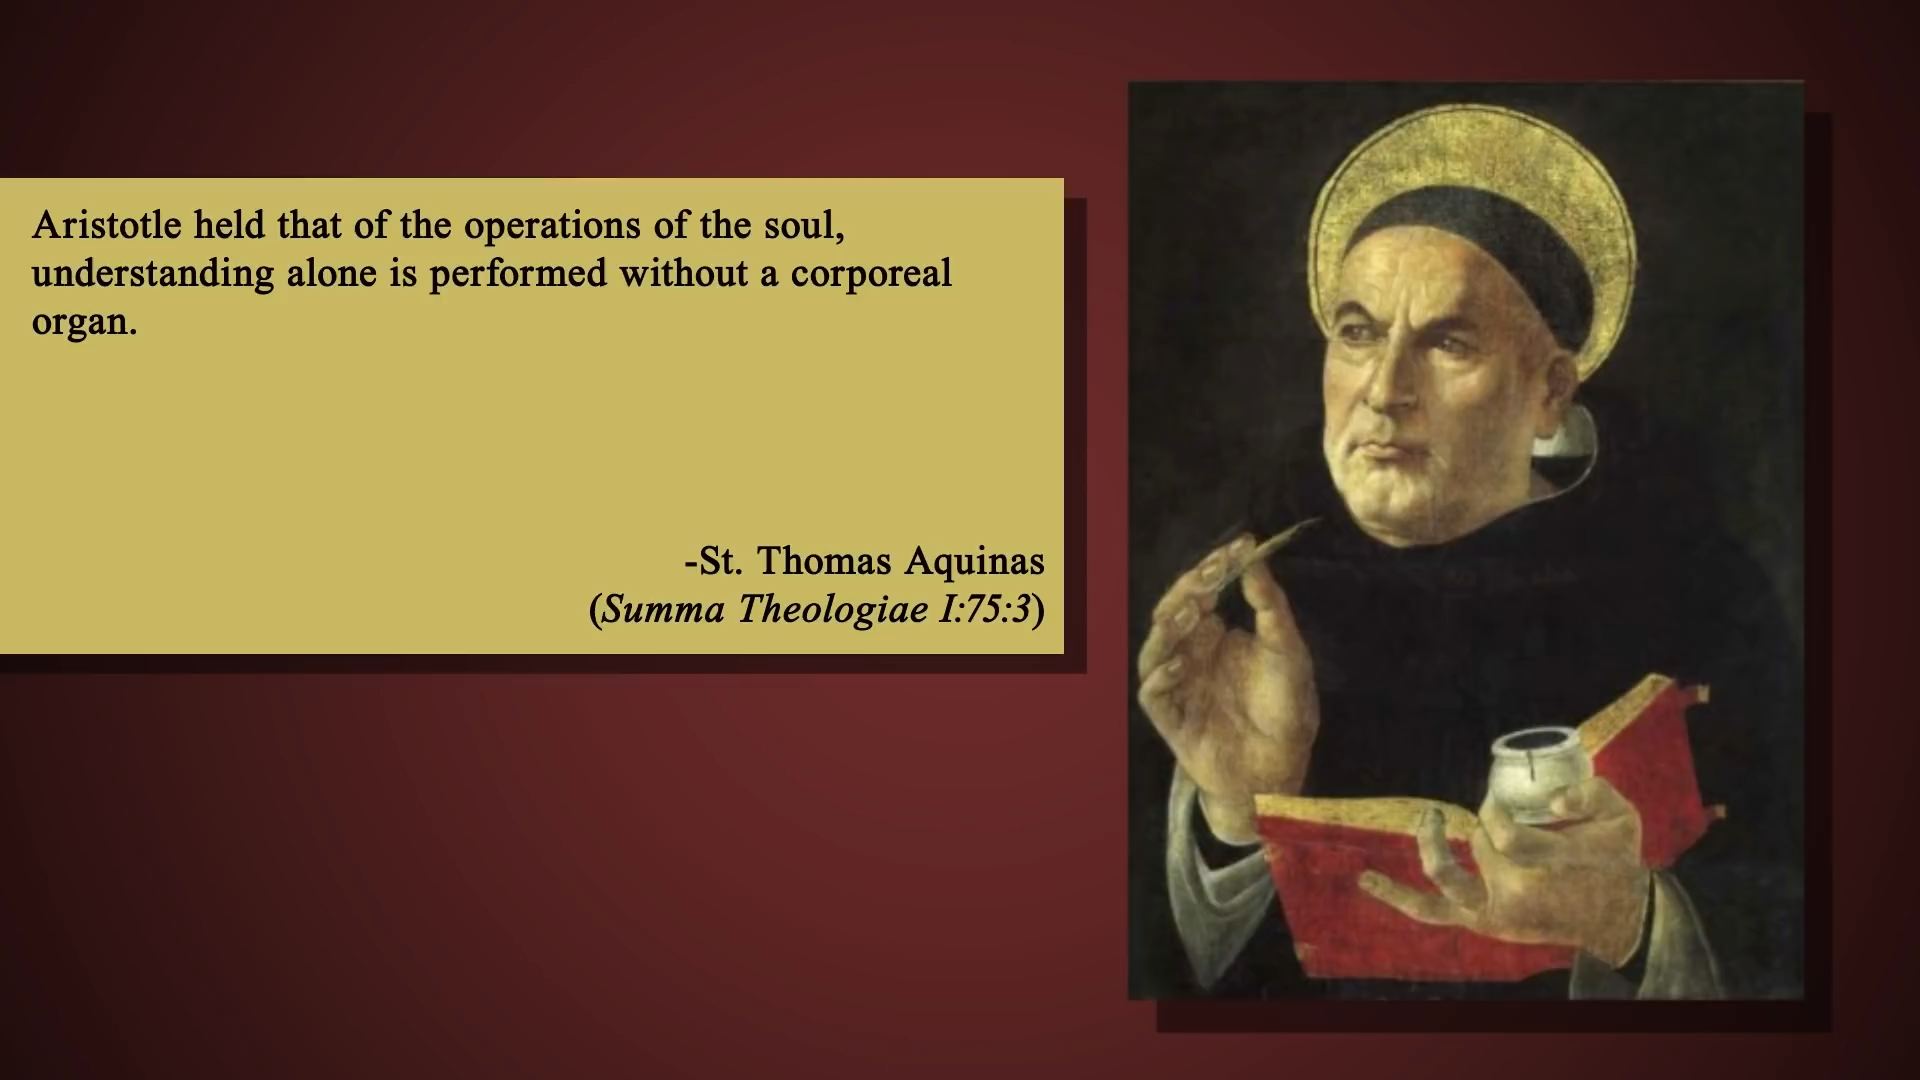 Aristotle held that of the operations of the soul,
understanding alone is performed without a corporeal
organ.
-St. Thomas Aquinas
(Summa Theologiae I:75:3)